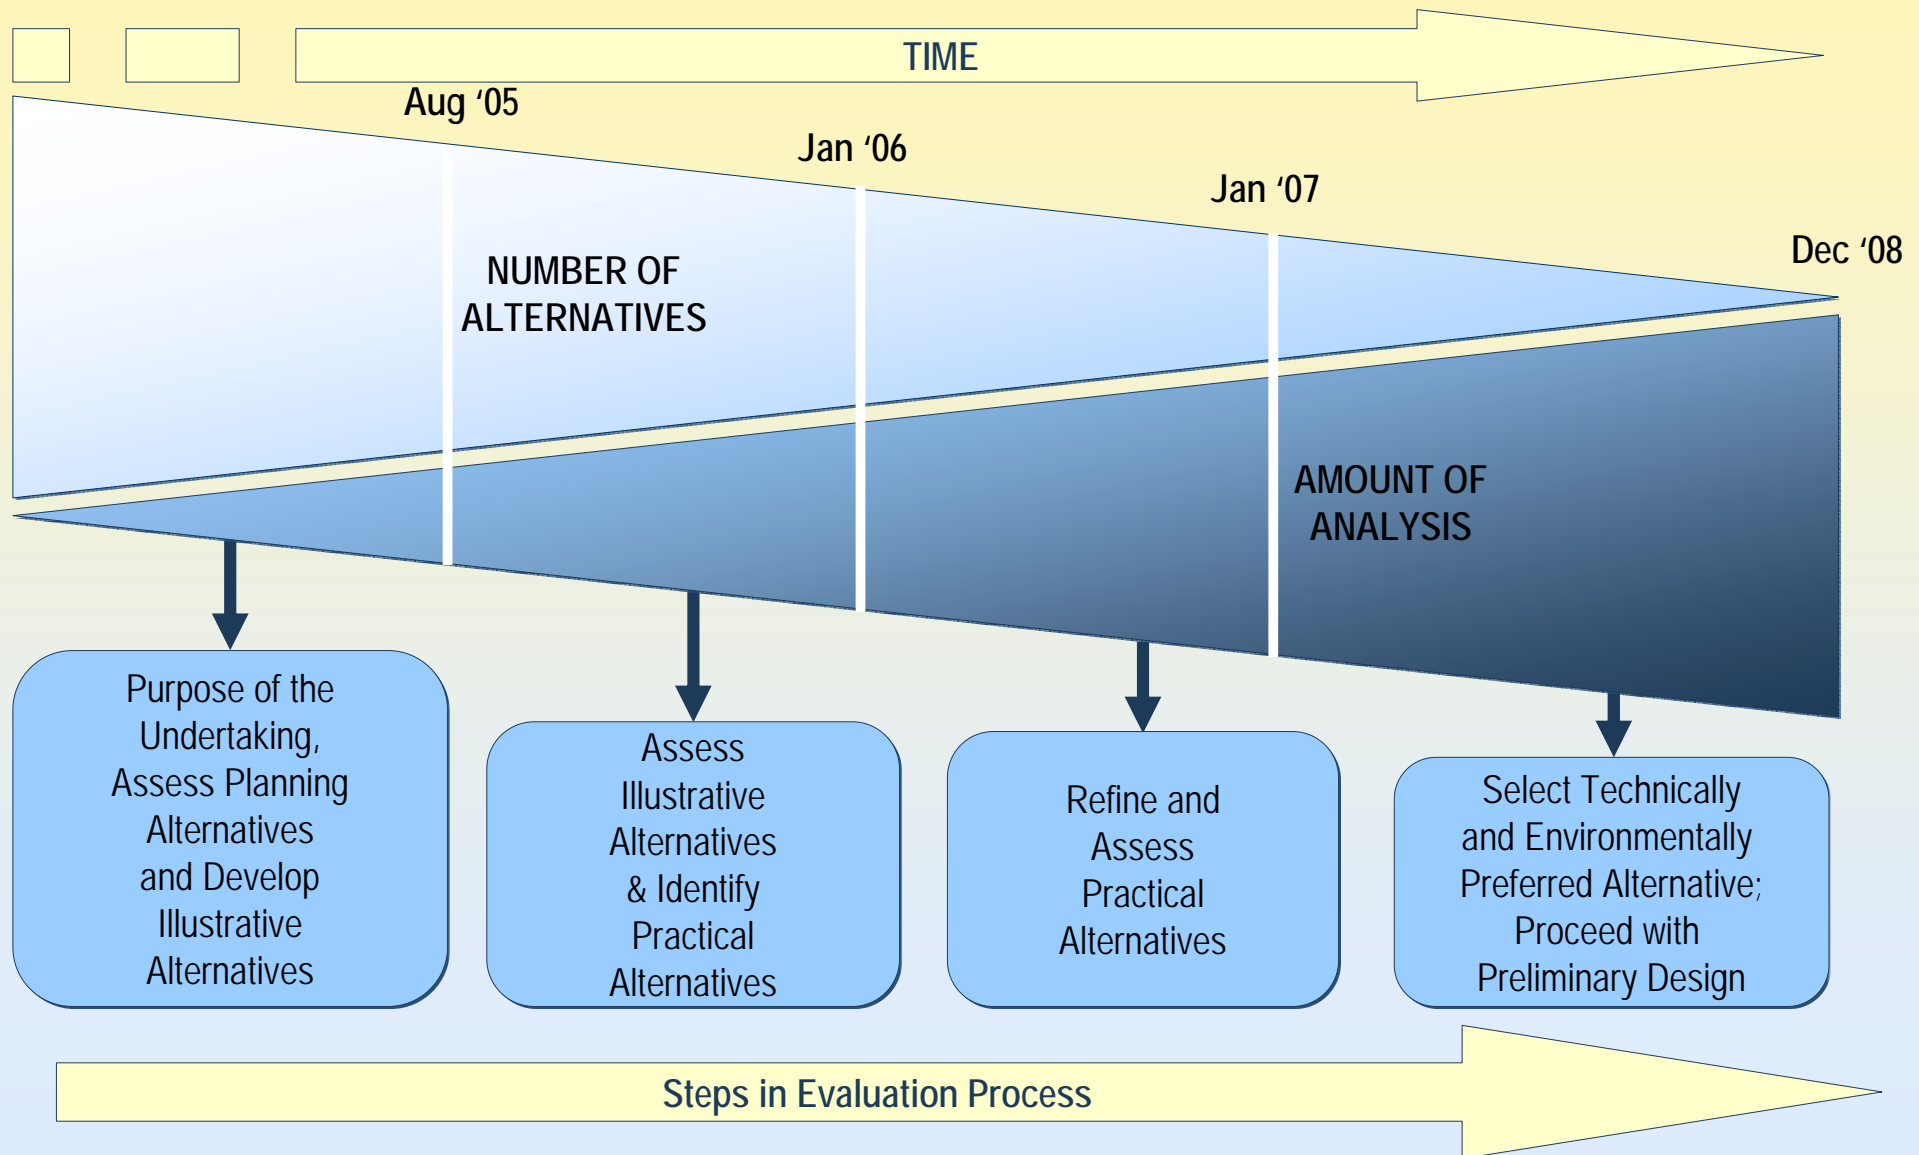 TIME
Aug ‘05
Jan ‘06
Jan ‘07
Dec ‘08
NUMBER OF
ALTERNATIVES
AMOUNT OF
ANALYSIS
Purpose of the
Undertaking,
Assess Planning
Alternatives
and Develop
Illustrative
Alternatives
Assess
Illustrative
Alternatives
& Identify
Practical
Alternatives
Refine and
Assess
Practical
Alternatives
Select Technically
and Environmentally
Preferred Alternative;
Proceed with
Preliminary Design
Steps in Evaluation Process